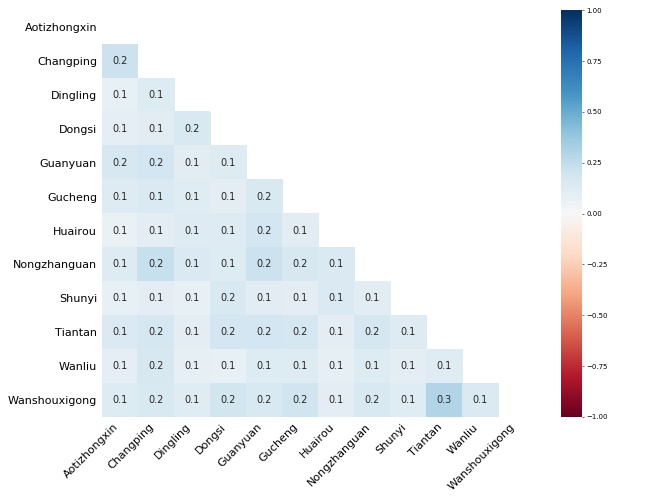 Aotizhongxin
Changping 0.2
Dingling 0.1 0.1
Dongsi 0.1 0.1 0.2
Guanyuan 0.2 0.2 0.1 0.1
Gucheng 0.1 0.1 0.1 0.1 0.2
Huairou 0.1 0.1 0.1 0.1 0.2 0.1
Nongzhanguan 0.1 0.2 0.1 0.1 0.2 0.2 0.1
Shunyi 0.1 0.1 0.1 0.2 0.1 0.1 0.1 0.1
Tiantan 0.1 0.2 0.1 0.2 0.2 0.2 0.1 0.2 0.1
Wanliu 0.1 0.2 0.1 0.1 0.1 0.1 0.1 0.1 0.1 0.1
Wanshouxigong 0.1 0.2 0.1 0.2 0.2 0.2 0.1 0.2 0.1 0.3 0.1
Aotizhongxin
Changping
Dingling
Dongsi
Guanyuan
Gucheng
Huairou
Nongzhanguan
Shunyi
Tiantan
Wanliu
Wanshouxigong
1.00
0.75
0.50
0.25
0.00
−0.25
−0.50
−0.75
−1.00